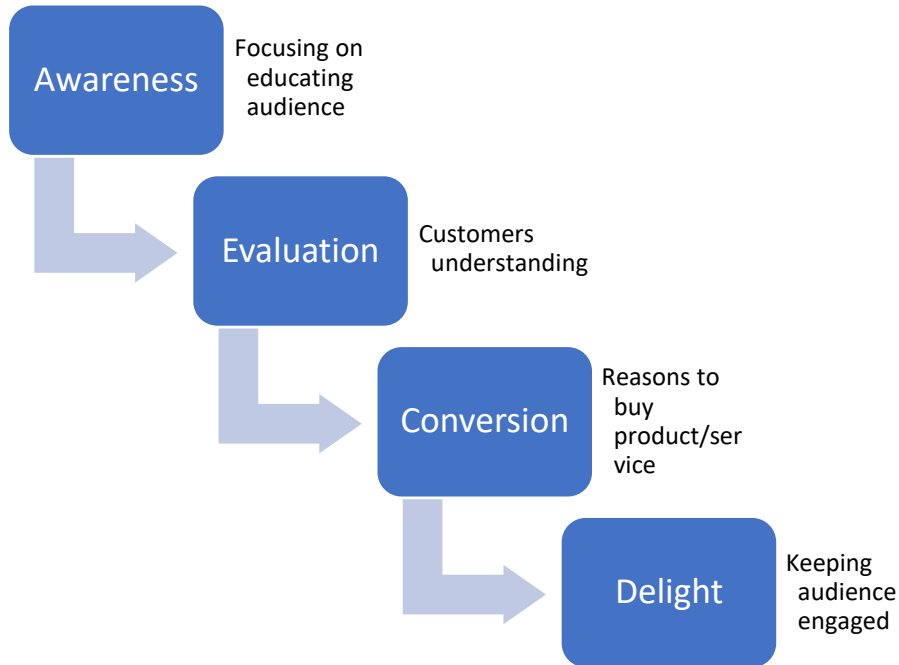 Awareness
Focusing on
educating
audience
Evaluation
Customers
understanding
Conversion
Reasons to
buy
product/ser
vice
Delight
Keeping
audience
engaged